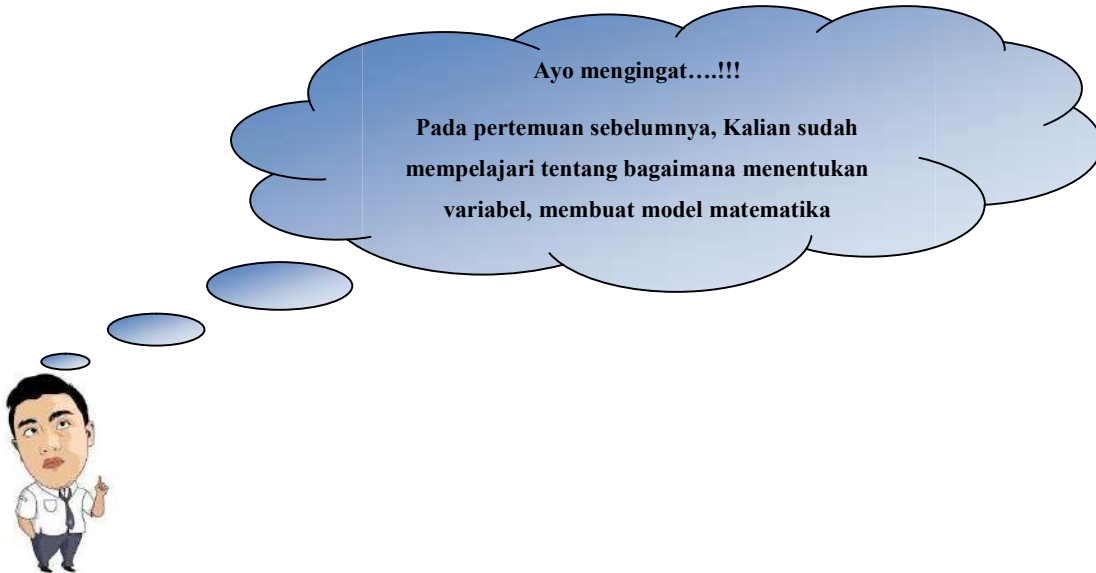 Ayo mengingat….!!!
Pada pertemuan sebelumnya, Kalian sudah
mempelajari tentang bagaimana menentukan
variabel, membuat model matematika